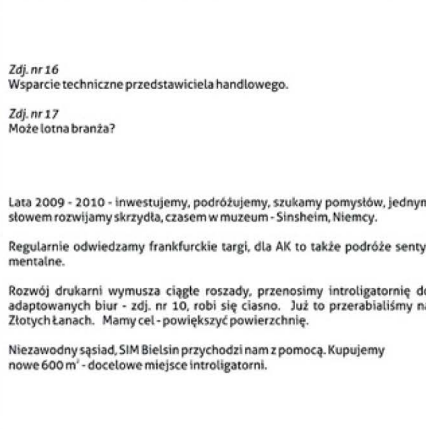 Zdj. nr 16
Wsparcie techniczne przedstawiciela handlowego.
Zdj. nr 17
Może lotna branża?
Lata 2009 - 2010 - inwestujemy, podróżujemy, szukamy pomysłów, jednym
słowem rozwijamy skrzydła, czasem w muzeum - Sinsheim, Niemcy.
Regularnie odwiedzamy frankfurckie targi, dla AK to także podróże senty
mentalne.
Rozwój drukarni wymusza ciągłe roszady, przenosimy introligatornię do
adaptowanych biur - zdj. nr 10, robi się ciasno. Już to przerabialiśmy na
Złotych Łanach. Mamy cel - powiększyć powierzchnię.
Niezawodny sąsiad, SIM Bielsin przychodzi nam z pomocą. Kupujemy
nowe 600 m² - docelowe miejsce introligatorni.